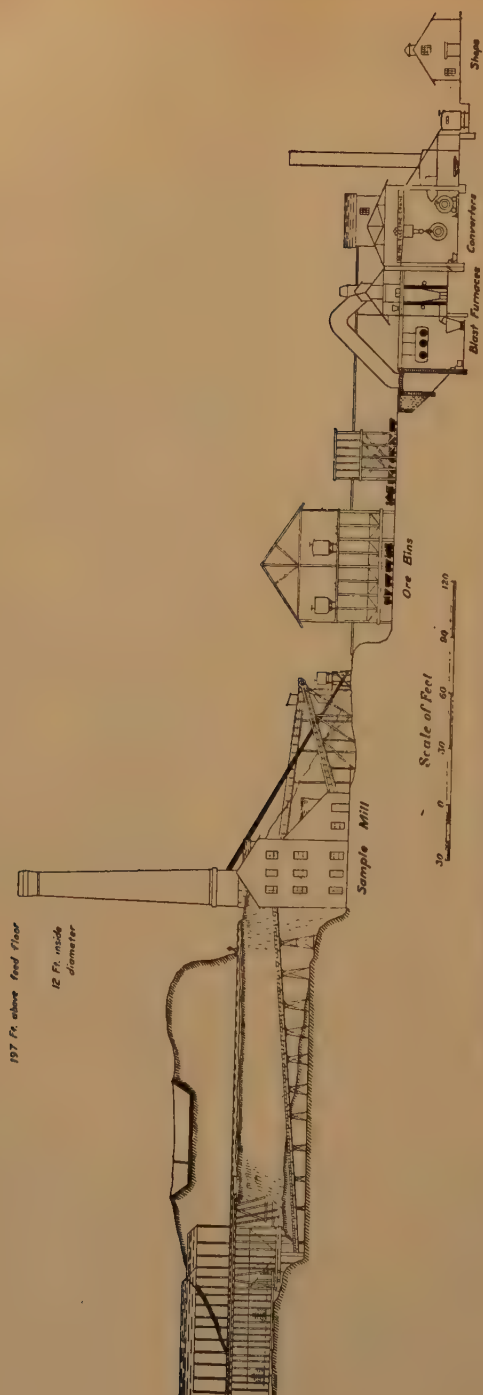 197 Ft. above feed floor
12 Ft. inside
diameter
Sample Mill
Ore Bins
Blast Furnaces
Converters
Shops
Scale of Feet
30 0 30 60 90 120